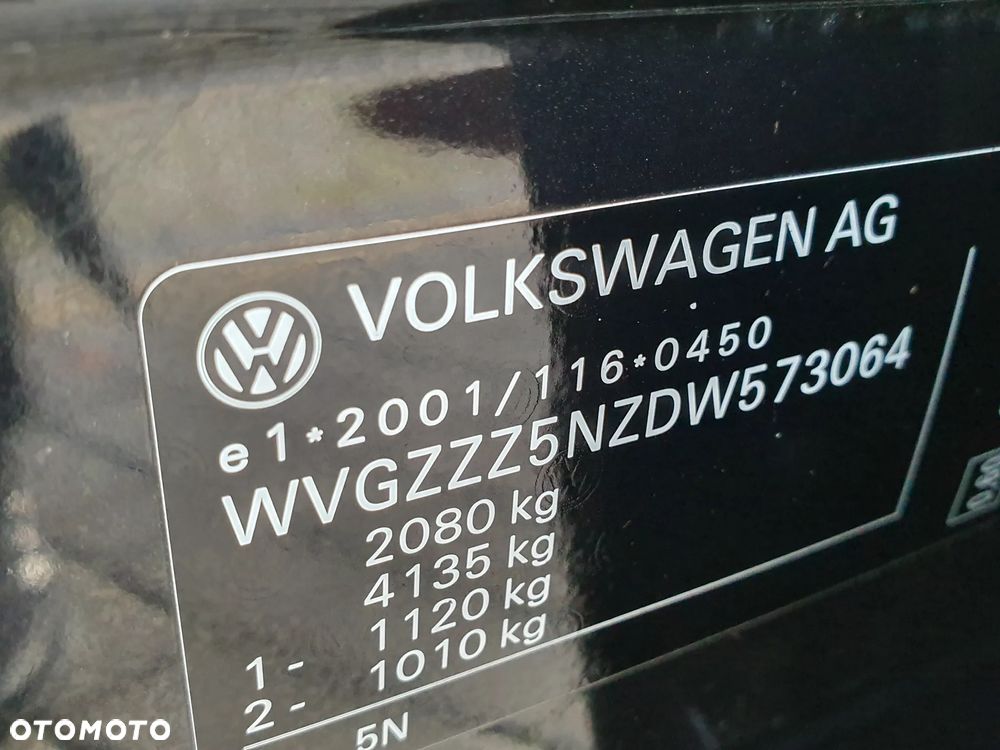 VOLKSWAGEN AG
e1*2001/116*0450
WVGZZZ5NZDW573064
2080 kg
4135 kg
1- 1120 kg
2- 1010 kg
5N
OTOMOTO